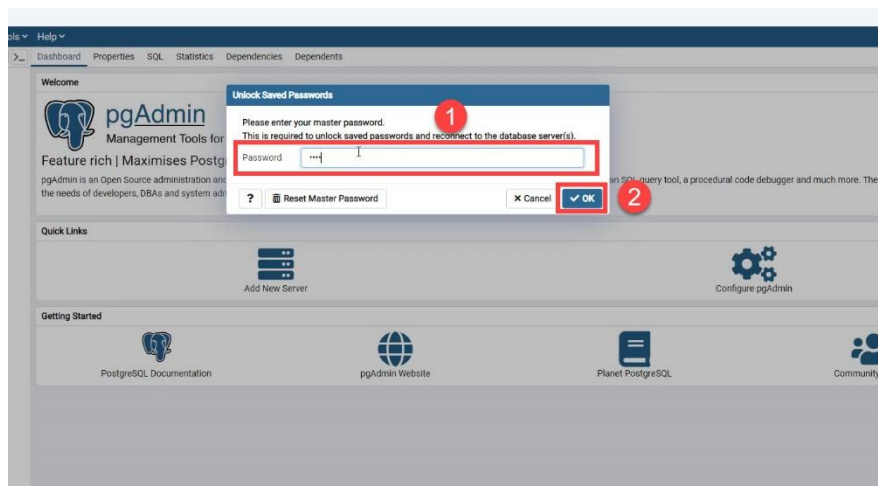 ols Help
>_ Dashboard Properties SQL Statistics Dependencies Dependents
Welcome
Unlock Saved Passwords
Please enter your master password.
This is required to unlock saved passwords and reconnect to the database server(s).
1
Password ••••
? Reset Master Password × Cancel ✓ OK
2
pgAdmin
Management Tools for
Feature rich | Maximises Postg
pgAdmin is an Open Source administration and
an SQL query tool, a procedural code debugger and much more. The
the needs of developers, DBAs and system adm
Quick Links
Add New Server Configure pgAdmin
Getting Started
PostgreSQL Documentation pgAdmin Website Planet PostgreSQL Community